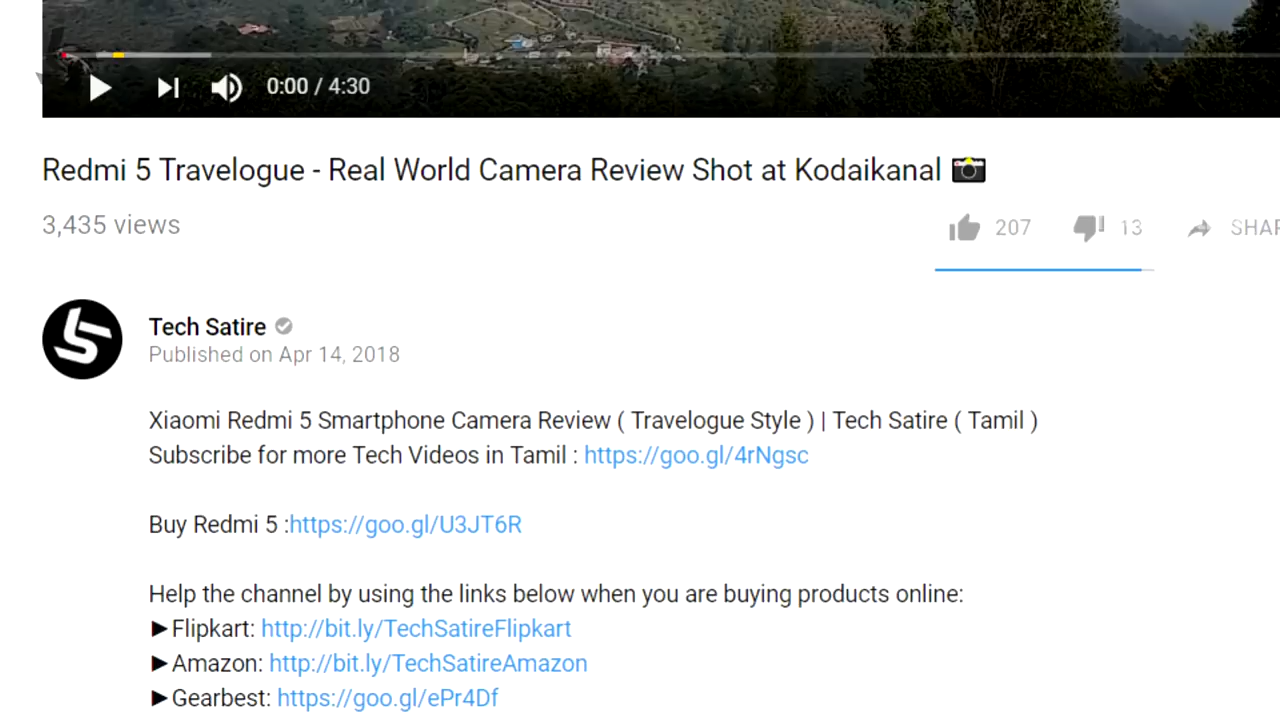 0:00 / 4:30
Redmi 5 Travelogue - Real World Camera Review Shot at Kodaikanal 📷
3,435 views
207 13 SHAR
Tech Satire
Published on Apr 14, 2018
Xiaomi Redmi 5 Smartphone Camera Review ( Travelogue Style ) | Tech Satire ( Tamil )
Subscribe for more Tech Videos in Tamil : https://goo.gl/4rNgsc
Buy Redmi 5 :https://goo.gl/U3JT6R
Help the channel by using the links below when you are buying products online:
►Flipkart: http://bit.ly/TechSatireFlipkart
►Amazon: http://bit.ly/TechSatireAmazon
►Gearbest: https://goo.gl/ePr4Df